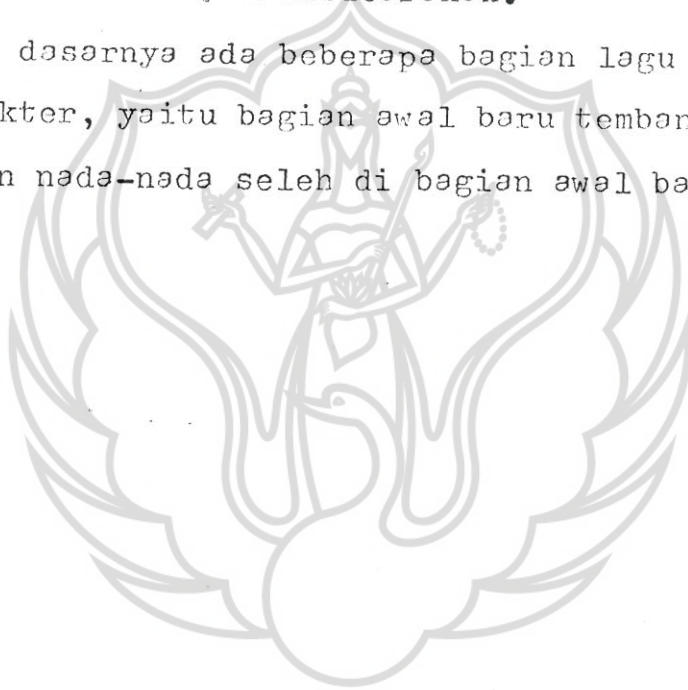 dasarnya ada beberapa bagian lagu
kter, yaitu bagian awal baru temban
n nada-nada seleh di bagian awal ba